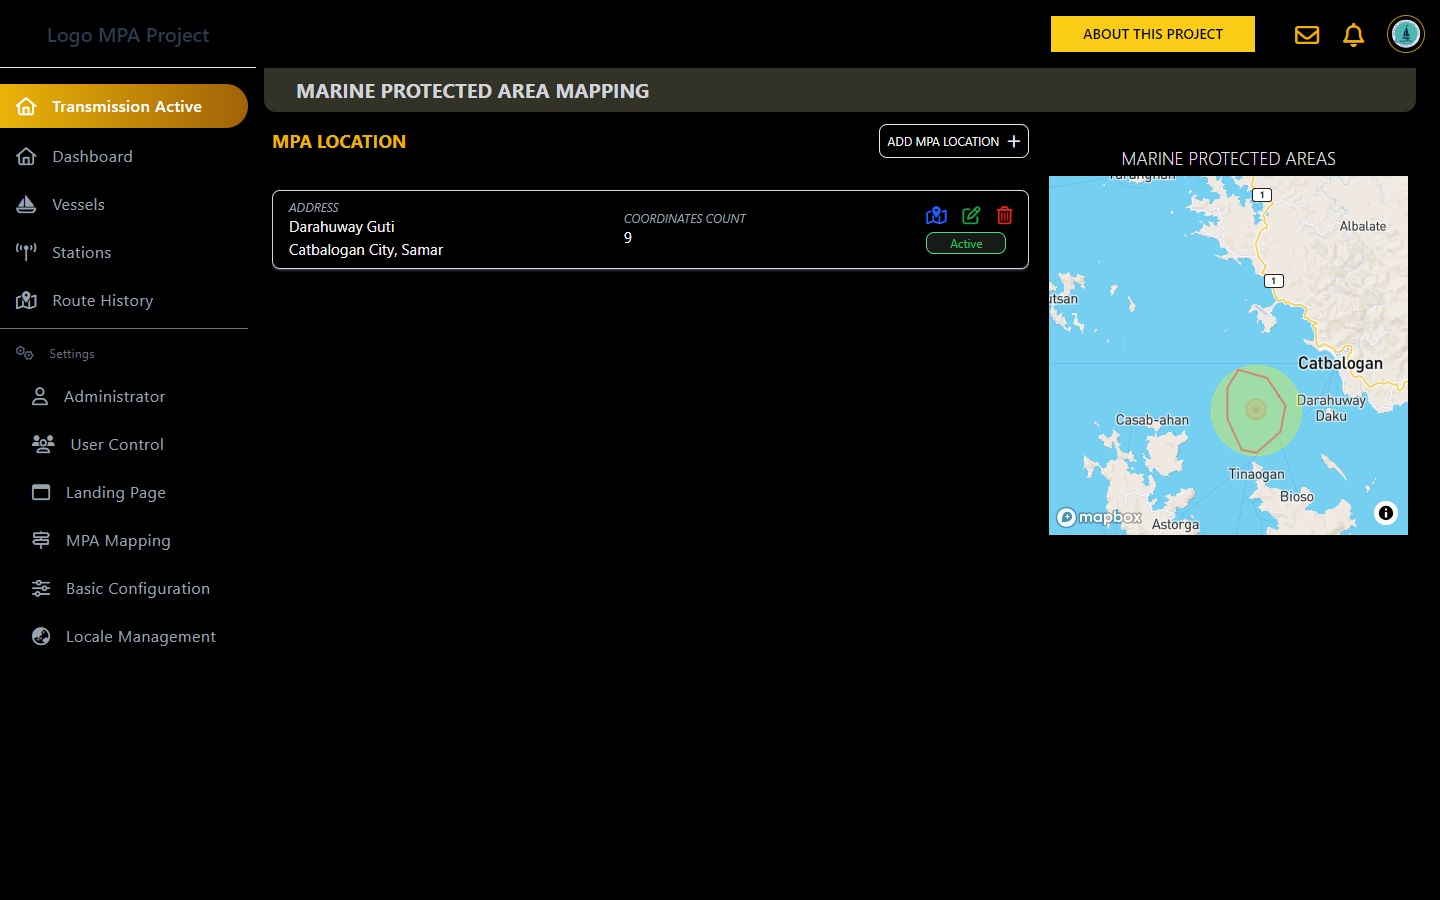 Logo MPA Project
ABOUT THIS PROJECT
Transmission Active
Dashboard
Vessels
Stations
Route History
Settings
Administrator
User Control
Landing Page
MPA Mapping
Basic Configuration
Locale Management
MARINE PROTECTED AREA MAPPING
MPA LOCATION
ADD MPA LOCATION
ADDRESS
Darahuway Guti
Catbalogan City, Samar
COORDINATES COUNT
9
Active
MARINE PROTECTED AREAS
1
Albalate
1
Catbalogan
Darahuway
Daku
Casab-ahan
Tinaogan
Bioso
mapbox
Astorga